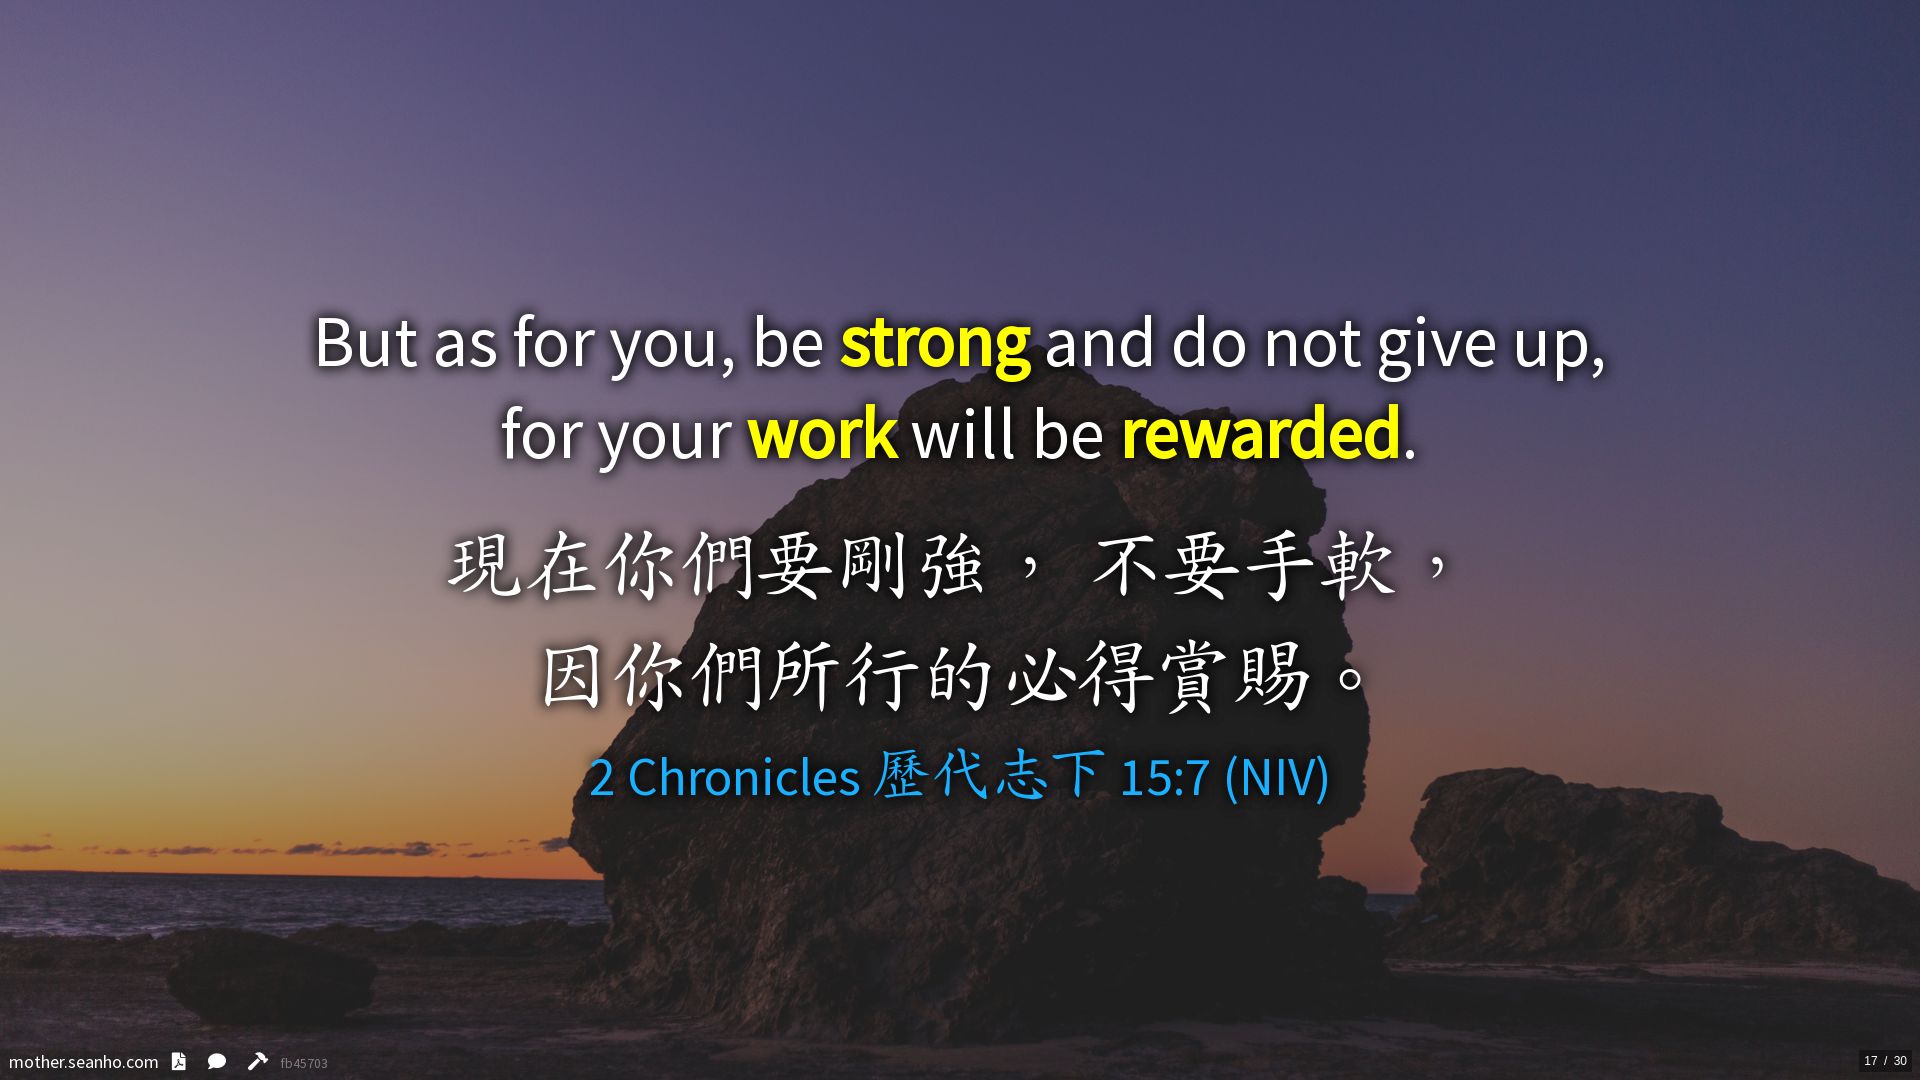 But as for you, be strong and do not give up,
for your work will be rewarded.
現在你們要剛強， 不要手軟，
因你們所行的必得賞賜。
2 Chronicles 歷代志下 15:7 (NIV)
mother.seanho.com fb45703
17 / 30